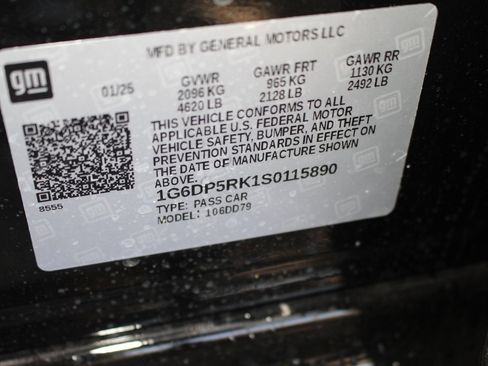 MFD BY GENERAL MOTORS LLC
gm
01/25 GVWR GAWR FRT GAWR RR
2096 KG 965 KG 1130 KG
4620 LB 2128 LB 2492 LB
THIS VEHICLE CONFORMS TO ALL
APPLICABLE U.S. FEDERAL MOTOR
VEHICLE SAFETY, BUMPER, AND THEFT
PREVENTION STANDARDS IN EFFECT ON
THE DATE OF MANUFACTURE SHOWN
ABOVE.
1G6DP5RK1S0115890
8555
TYPE: PASS CAR
MODEL: 106DD79